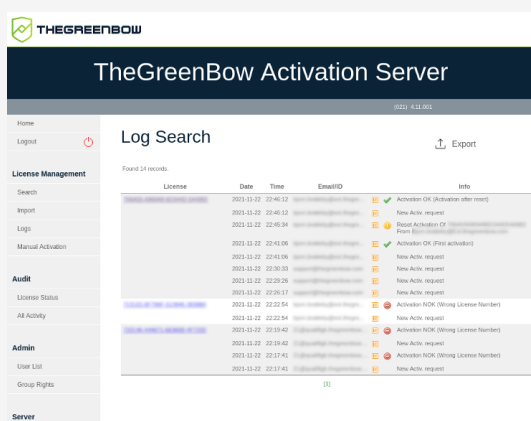 THEGREENBOW
TheGreenBow Activation Server
(021) 4.11.001
Home
Logout
License Management
Search
Import
Logs
Manual Activation
Audit
License Status
All Activity
Admin
User List
Group Rights
Server
Log Search
Export
Found 14 records.
License Date Time Email/ID Info
2021-11-22 22:46:12 Activation OK (Activation after reset)
2021-11-22 22:46:12 New Activ. request
2021-11-22 22:45:34 Reset Activation Of
From
2021-11-22 22:41:06 Activation OK (First activation)
2021-11-22 22:41:06 New Activ. request
2021-11-22 22:30:33 New Activ. request
2021-11-22 22:29:26 New Activ. request
2021-11-22 22:26:17 New Activ. request
2021-11-22 22:22:54 Activation NOK (Wrong License Number)
2021-11-22 22:22:54 New Activ. request
2021-11-22 22:19:42 Activation NOK (Wrong License Number)
2021-11-22 22:19:42 New Activ. request
2021-11-22 22:17:41 Activation NOK (Wrong License Number)
2021-11-22 22:17:41 New Activ. request
[1]